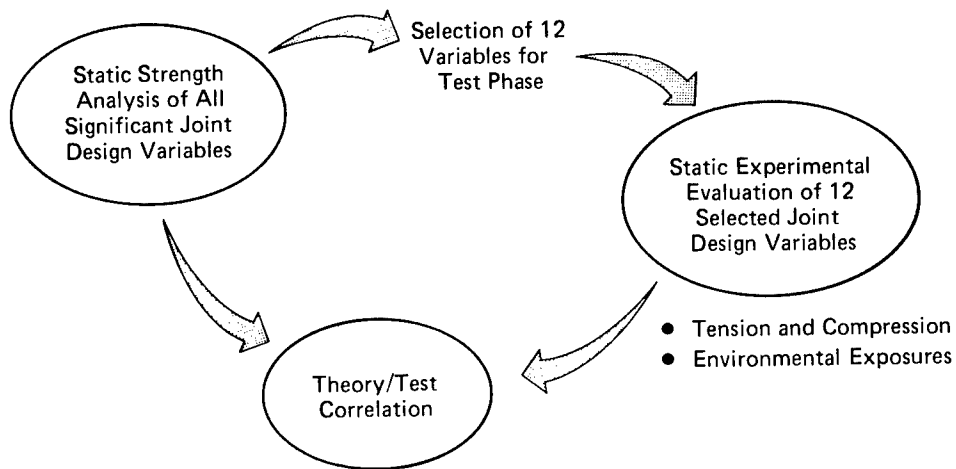 Static Strength
Analysis of All
Significant Joint
Design Variables
Selection of 12
Variables for
Test Phase
Static Experimental
Evaluation of 12
Selected Joint
Design Variables
● Tension and Compression
● Environmental Exposures
Theory/Test
Correlation